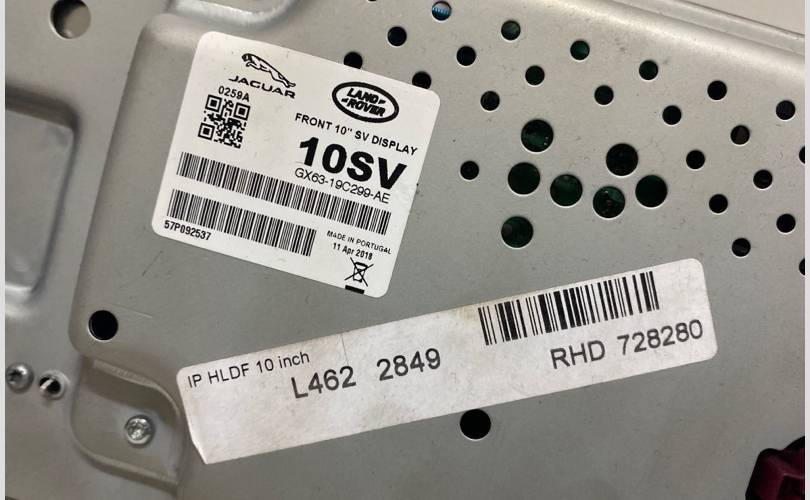 JAGUAR
LAND-
-ROVER
0259A
FRONT 10" SV DISPLAY
10SV
GX63-19C299-AE
57P092537
MADE IN PORTUGAL
11 Apr 2018
IP HLDF 10 inch
L462 2849
RHD 728280